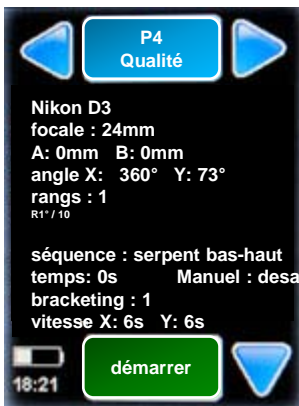 P4
Qualité
Nikon D3
focale : 24mm
A: 0mm B: 0mm
angle X: 360° Y: 73°
rangs : 1
R1° / 10
séquence : serpent bas-haut
temps: 0s Manuel : desa
bracketing : 1
vitesse X: 6s Y: 6s
18:21
démarrer